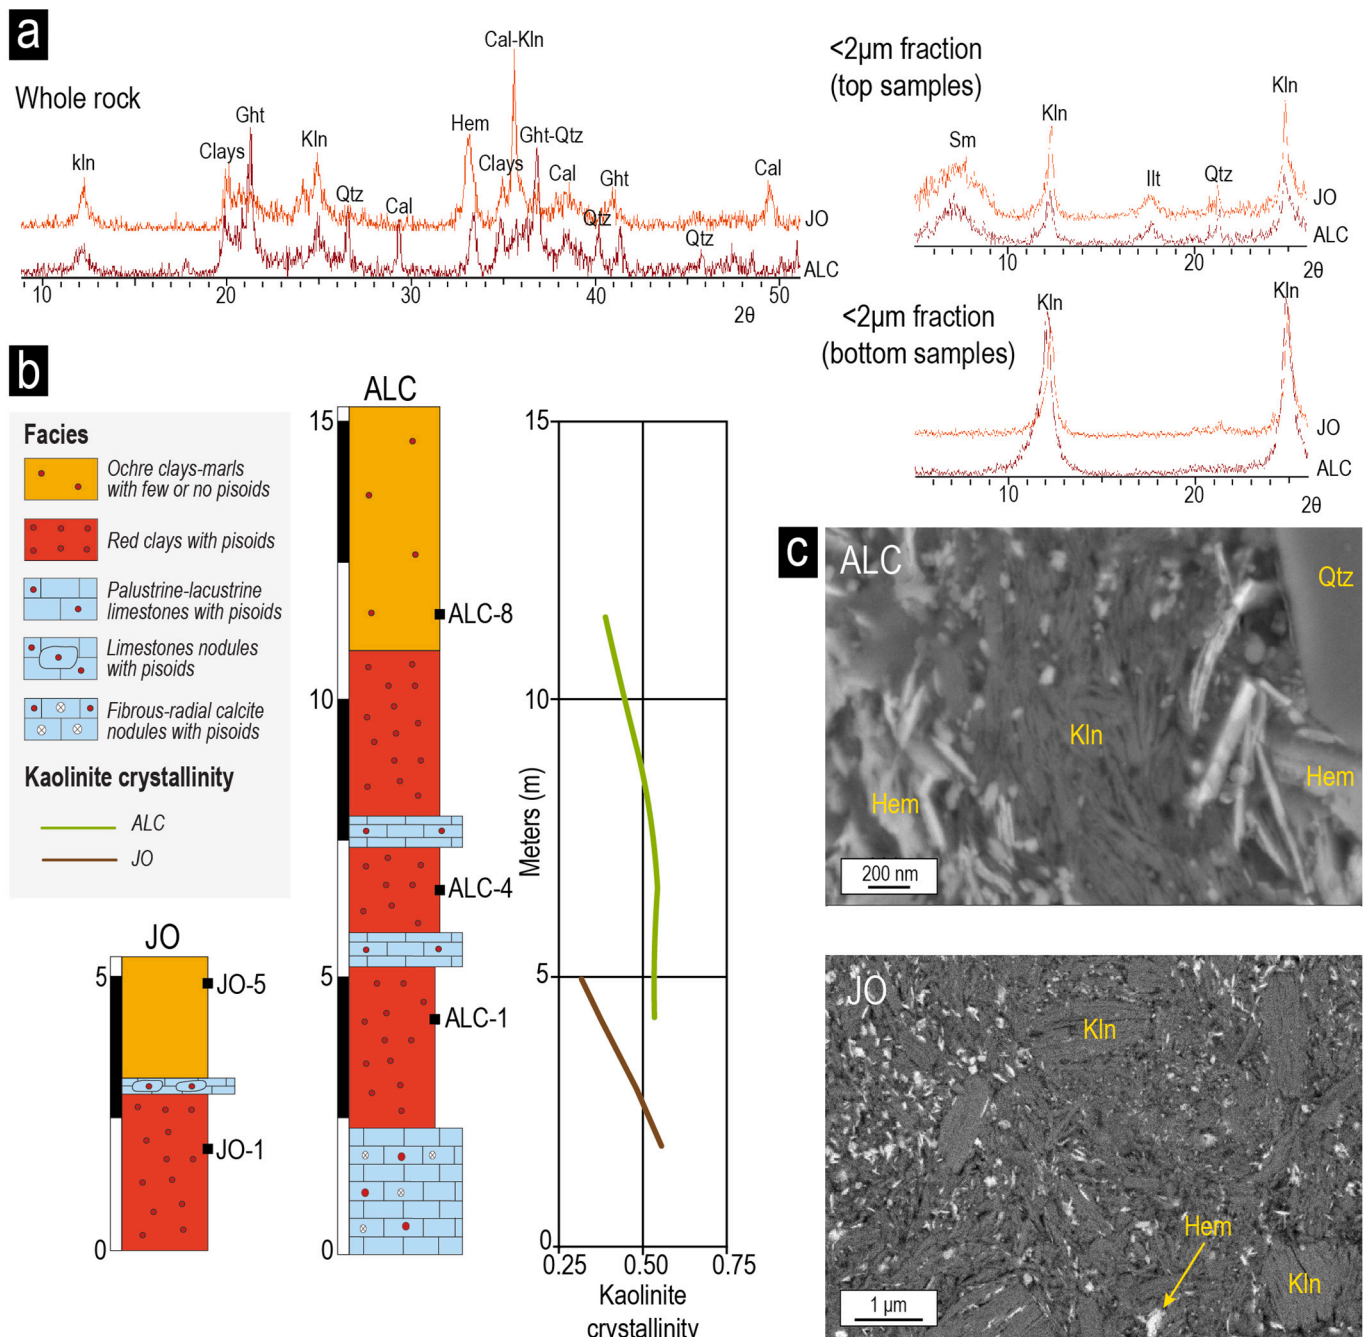 a
Whole rock
kln
Clays
Ght
Kln
Qtz
Cal
Hem
Clays
Cal-Kln
Ght-Qtz
Cal
Qtz
Ght
Qtz
Cal
JO
ALC
10
20
30
40
50
2θ
<2µm fraction
(top samples)
Sm
Kln
Ilt
Qtz
Kln
JO
ALC
10
20
2θ
<2µm fraction
(bottom samples)
Kln
Kln
JO
ALC
10
20
2θ
b
Facies
Ochre clays-marls
with few or no pisoids
Red clays with pisoids
Palustrine-lacustrine
limestones with pisoids
Limestones nodules
with pisoids
Fibrous-radial calcite
nodules with pisoids
Kaolinite crystallinity
ALC
JO
JO
5
0
JO-5
JO-1
ALC
15
10
5
0
ALC-8
ALC-4
ALC-1
15
10
5
0
Meters (m)
0.25
0.50
0.75
Kaolinite
crystallinity
c
ALC
Qtz
Kln
Hem
Hem
200 nm
JO
Kln
Hem
Kln
1 µm